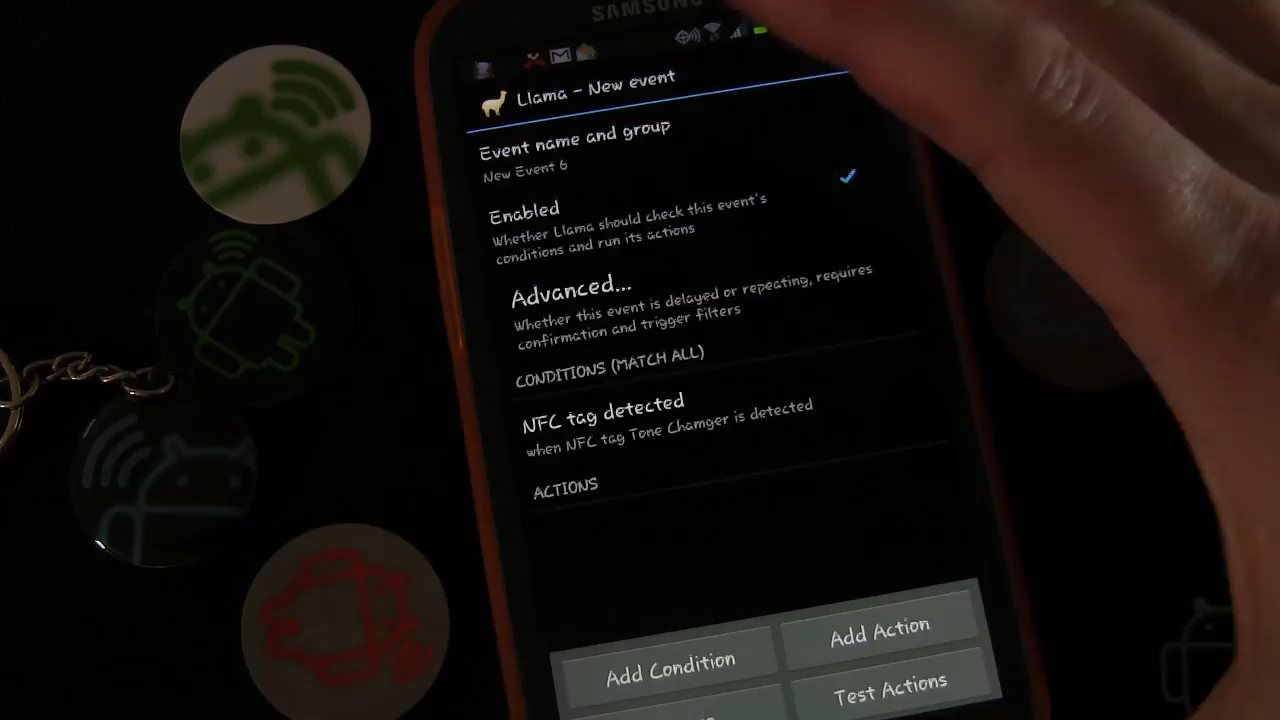 SAMSUNG
Llama - New event
Event name and group
New Event 6
Enabled
Whether Llama should check this event's
conditions and run its actions
Advanced...
Whether this event is delayed or repeating, requires
confirmation and trigger filters
CONDITIONS (MATCH ALL)
NFC tag detected
when NFC tag Tone Chamger is detected
ACTIONS
Add Condition
Add Action
Test Actions